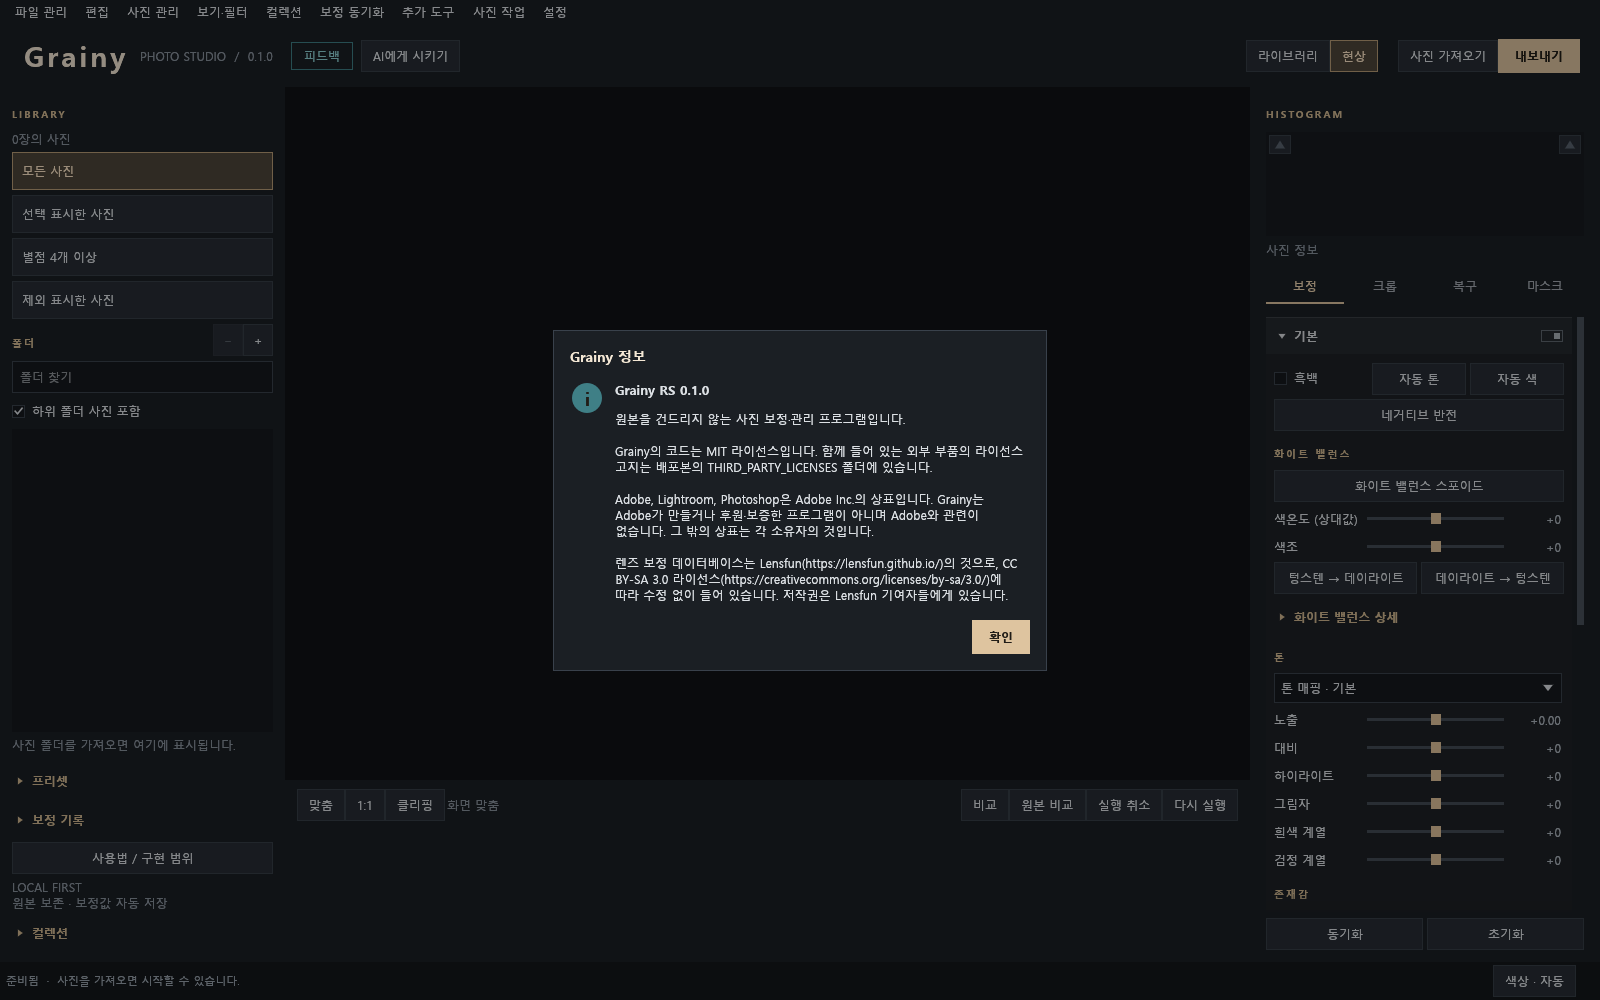 파일 관리 편집 사진 관리 보기·필터 컬렉션 보정 동기화 추가 도구 사진 작업 설정
Grainy PHOTO STUDIO / 0.1.0 피드백 AI에게 시키기 라이브러리 현상 사진 가져오기 내보내기
LIBRARY
0장의 사진
모든 사진
선택 표시한 사진
별점 4개 이상
제외 표시한 사진
폴더 − +
폴더 찾기
하위 폴더 사진 포함
사진 폴더를 가져오면 여기에 표시됩니다.
프리셋
보정 기록
사용법 / 구현 범위
LOCAL FIRST
원본 보존 · 보정값 자동 저장
컬렉션
Grainy 정보
Grainy RS 0.1.0
원본을 건드리지 않는 사진 보정·관리 프로그램입니다.
Grainy의 코드는 MIT 라이선스입니다. 함께 들어 있는 외부 부품의 라이선스
고지는 배포본의 THIRD_PARTY_LICENSES 폴더에 있습니다.
Adobe, Lightroom, Photoshop은 Adobe Inc.의 상표입니다. Grainy는
Adobe가 만들거나 후원·보증한 프로그램이 아니며 Adobe와 관련이
없습니다. 그 밖의 상표는 각 소유자의 것입니다.
렌즈 보정 데이터베이스는 Lensfun(https://lensfun.github.io/)의 것으로, CC
BY-SA 3.0 라이선스(https://creativecommons.org/licenses/by-sa/3.0/)에
따라 수정 없이 들어 있습니다. 저작권은 Lensfun 기여자들에게 있습니다.
확인
맞춤 1:1 클리핑 화면 맞춤 비교 원본 비교 실행 취소 다시 실행
HISTOGRAM
사진 정보
보정 크롭 복구 마스크
기본
흑백 자동 톤 자동 색
네거티브 반전
화이트 밸런스
화이트 밸런스 스포이드
색온도 (상대값) +0
색조 +0
텅스텐 → 데이라이트 데이라이트 → 텅스텐
화이트 밸런스 상세
톤
톤 매핑 · 기본
노출 +0.00
대비 +0
하이라이트 +0
그림자 +0
흰색 계열 +0
검정 계열 +0
존재감
동기화 초기화
준비됨 · 사진을 가져오면 시작할 수 있습니다. 색상 · 자동